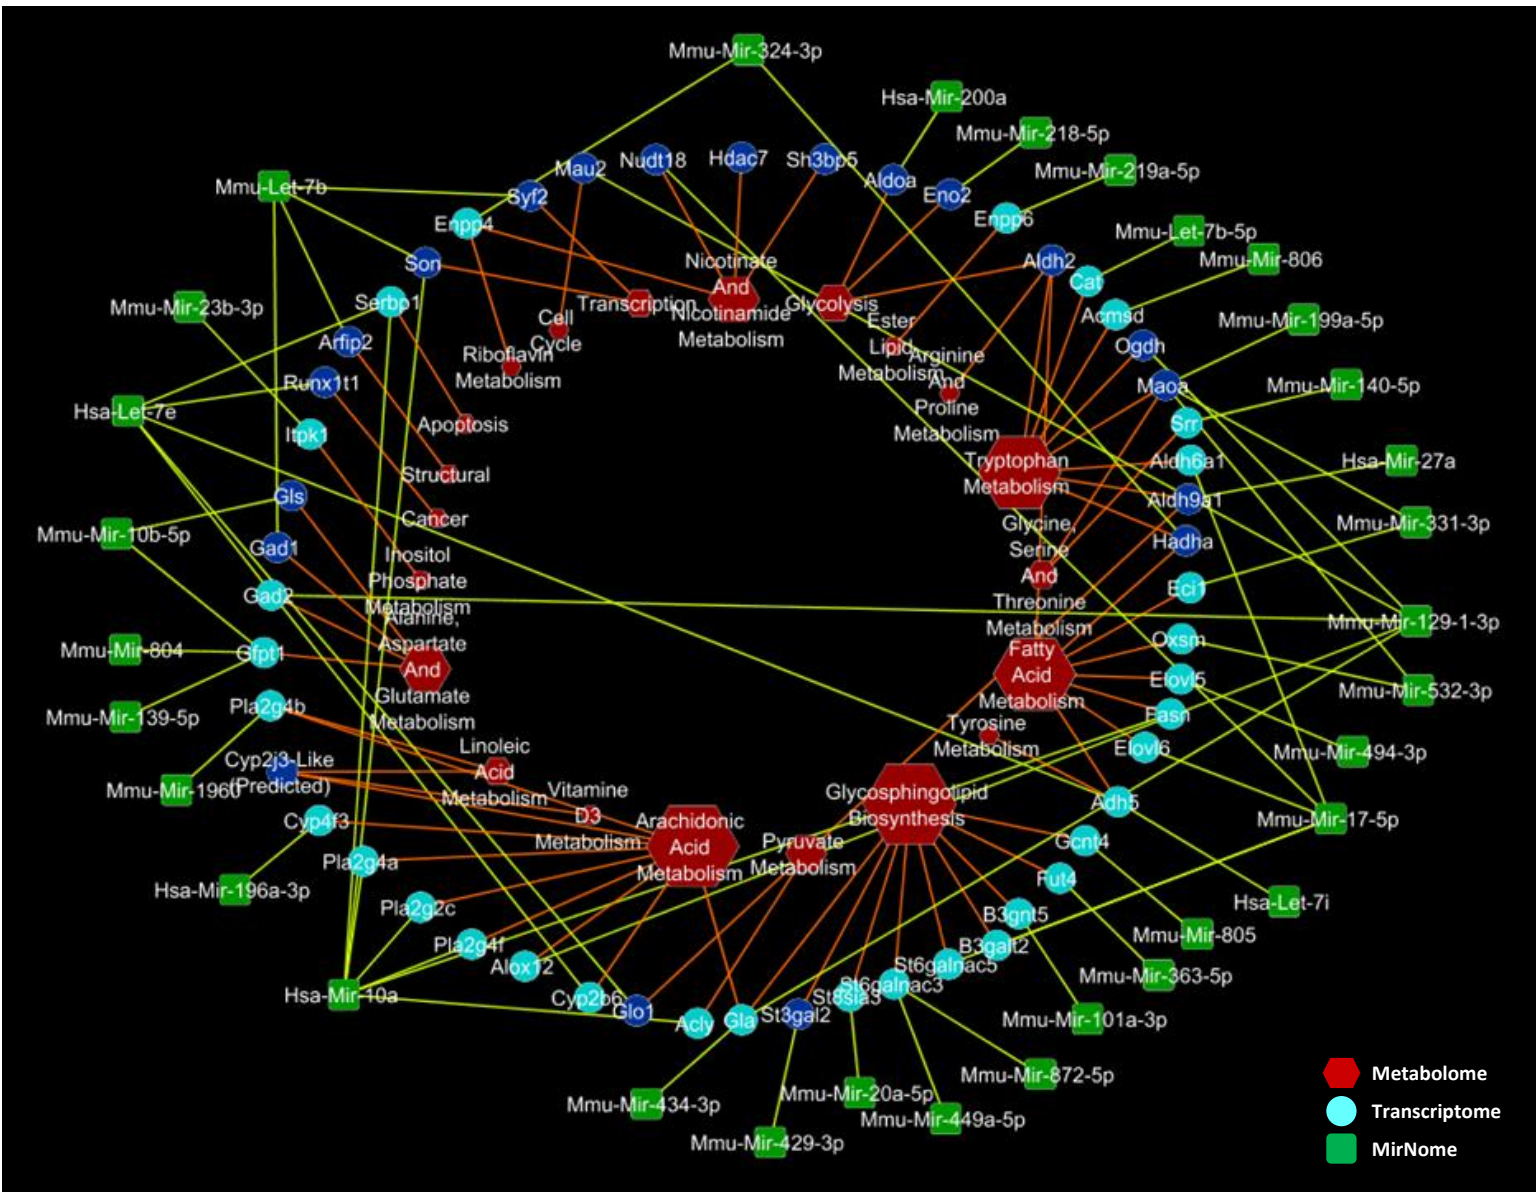 Mmu-Mir-324-3p
Hsa-Mir-200a
Mmu-Mir-218-5p
Mmu-Mir-219a-5p
Mmu-Let-7b
Mau2
Nudt18
Hdac7
Sh3bp5
Aldoa
Eno2
Enpp6
Syf2
Enpp4
Mmu-Let-7b-5p
Mmu-Mir-806
Son
Aldh2
Cat
Acmsd
Nicotinate
And
Nicotinamide
Metabolism
Transcription
Glycolysis
Mmu-Mir-23b-3p
Serbp1
Cell
Cycle
Ester
Lipid
Metabolism
Mmu-Mir-199a-5p
Arfip2
Riboflavin
Metabolism
Arginine
And
Proline
Metabolism
Ogdh
Runx1t1
Maoa
Mmu-Mir-140-5p
Hsa-Let-7e
Itpk1
Apoptosis
Srr
Tryptophan
Metabolism
Aldh6a1
Hsa-Mir-27a
Structural
Gls
Aldh9a1
Cancer
Mmu-Mir-331-3p
Mmu-Mir-10b-5p
Gad1
Hadha
Glycine,
Serine
And
Threonine
Metabolism
Inositol
Phosphate
Metabolism
Gad2
Eci1
Alanine,
Aspartate
And
Glutamate
Metabolism
Mmu-Mir-129-1-3p
Mmu-Mir-804
Gfpt1
Oxsm
Fatty
Acid
Metabolism
Elovl5
Mmu-Mir-532-3p
Mmu-Mir-139-5p
Pla2g4b
Fasn
Tyrosine
Metabolism
Elovl6
Mmu-Mir-494-3p
Cyp2j3-Like
(Predicted)
Linoleic
Acid
Metabolism
Mmu-Mir-1960
Vitamine
D3
Metabolism
Glycosphingolipid
Biosynthesis
Adh5
Mmu-Mir-17-5p
Cyp4f3
Arachidonic
Acid
Metabolism
Pyruvate
Metabolism
Gcnt4
Pla2g4a
Fut4
Hsa-Mir-196a-3p
Hsa-Let-7i
Pla2g2c
B3gnt5
Mmu-Mir-805
Pla2g4f
B3galt2
Alox12
St6galnac5
Mmu-Mir-363-5p
St6galnac3
Hsa-Mir-10a
Cyp2b6
St8sia3
Glo1
Acly
Gla
St3gal2
Mmu-Mir-101a-3p
Mmu-Mir-872-5p
Mmu-Mir-434-3p
Mmu-Mir-20a-5p
Mmu-Mir-449a-5p
Mmu-Mir-429-3p
Metabolome
Transcriptome
MirNome